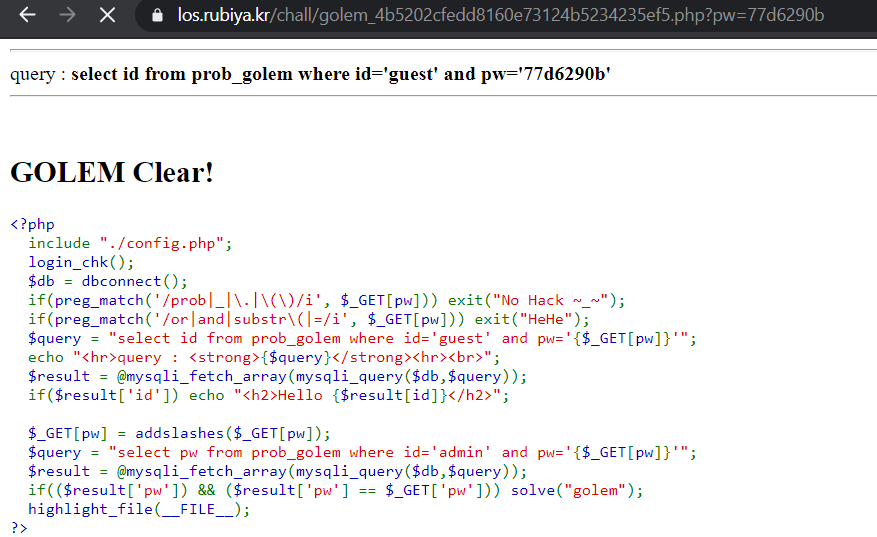 los.rubiya.kr/chall/golem_4b5202cfedd8160e73124b5234235ef5.php?pw=77d6290b
query : select id from prob_golem where id='guest' and pw='77d6290b'
GOLEM Clear!
<?php
  include "./config.php";
  login_chk();
  $db = dbconnect();
  if(preg_match('/prob|_|\.|\(\)/i', $_GET[pw])) exit("No Hack ~_~");
  if(preg_match('/or|and|substr\(|=/i', $_GET[pw])) exit("HeHe");
  $query = "select id from prob_golem where id='guest' and pw='{$_GET[pw]}'";
  echo "<hr>query : <strong>{$query}</strong><hr><br>";
  $result = @mysqli_fetch_array(mysqli_query($db,$query));
  if($result['id']) echo "<h2>Hello {$result[id]}</h2>";
  $_GET[pw] = addslashes($_GET[pw]);
  $query = "select pw from prob_golem where id='admin' and pw='{$_GET[pw]}'";
  $result = @mysqli_fetch_array(mysqli_query($db,$query));
  if(($result['pw']) && ($result['pw'] == $_GET['pw'])) solve("golem");
  highlight_file(__FILE__);
?>